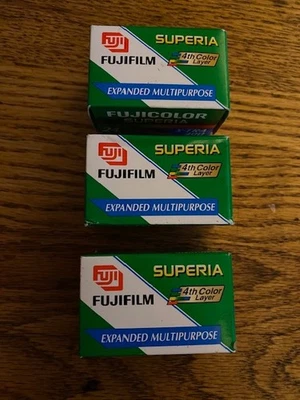 FUJI
FUJIFILM
SUPERIA
4th Color
Layer
EXPANDED MULTIPURPOSE
FUJICOLOR
SUPERIA
FUJI
FUJIFILM
SUPERIA
4th Color
Layer
EXPANDED MULTIPURPOSE
FUJI
FUJIFILM
SUPERIA
4th Color
Layer
EXPANDED MULTIPURPOSE